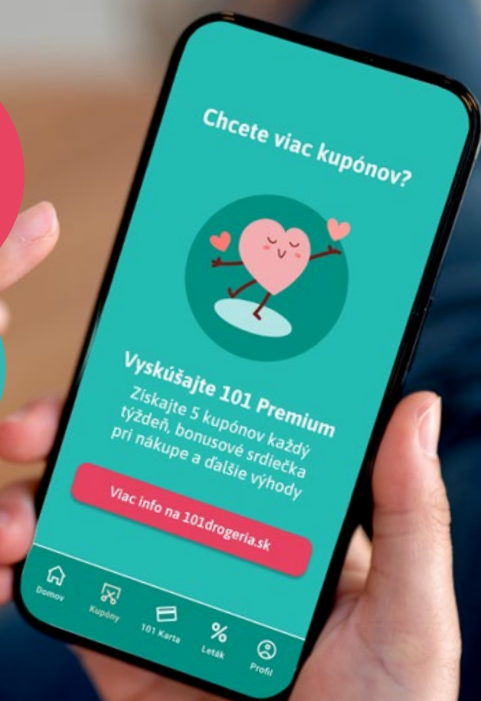 Chcete viac kupónov?
Vyskúšajte 101 Premium
Získajte 5 kupónov každý
týždeň, bonusové srdiečka
pri nákupe a ďalšie výhody
Viac info na 101drogeria.sk
Domov
Kupóny
101 Karta
Leták
Profil